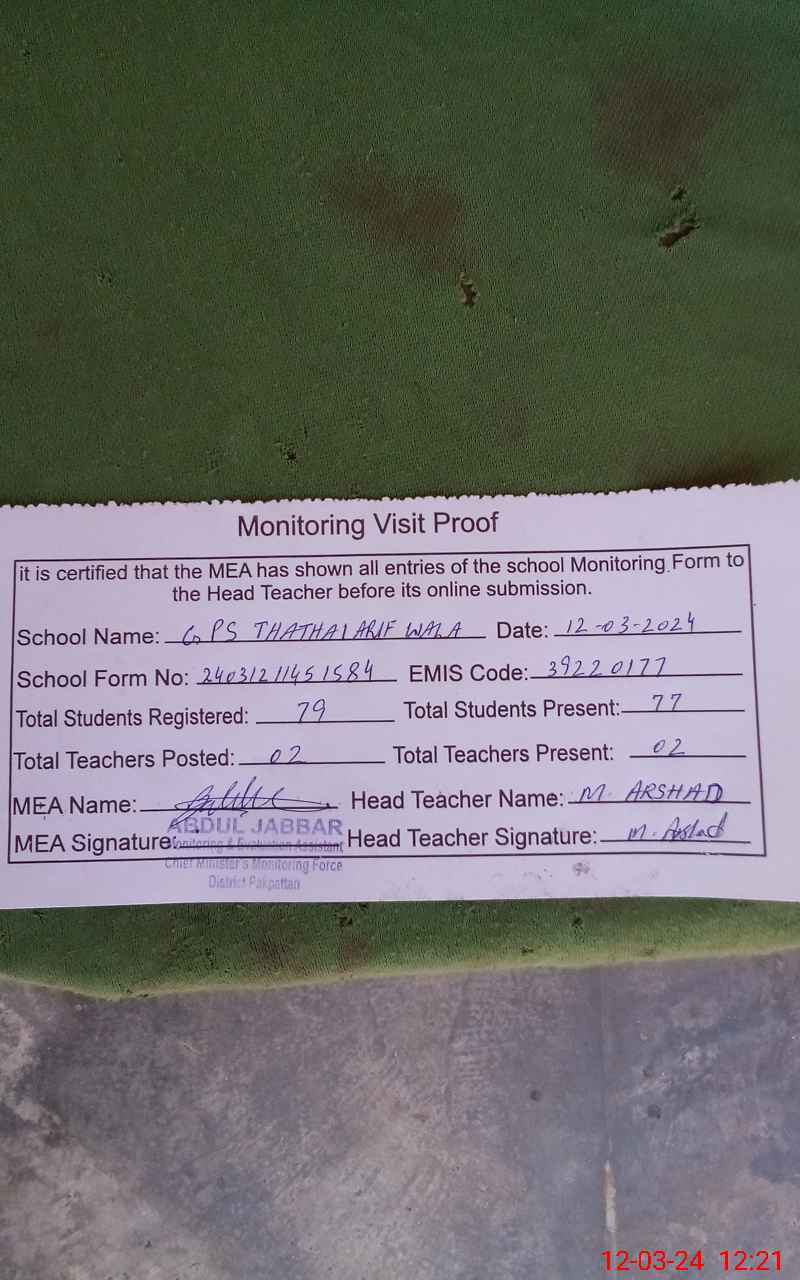 Monitoring Visit Proof
it is certified that the MEA has shown all entries of the school Monitoring Form to
the Head Teacher before its online submission.
School Name: GPS THATHAI ARIF WALA Date: 12-03-2024
School Form No: 24031211451584 EMIS Code: 39220177
Total Students Registered: 79 Total Students Present: 77
Total Teachers Posted: 02 Total Teachers Present: 02
MEA Name: Head Teacher Name: M. ARSHAD
ABDUL JABBAR
MEA Signature: Head Teacher Signature: M. Arshad
Monitoring & Evaluation Assistant
Chief Minister's Monitoring Force
District Pakpattan
12-03-24 12:21